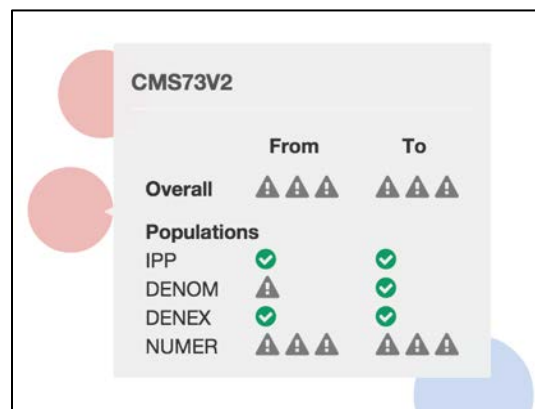 CMS73V2
From To
Overall
Populations
IPP
DENOM
DENEX
NUMER